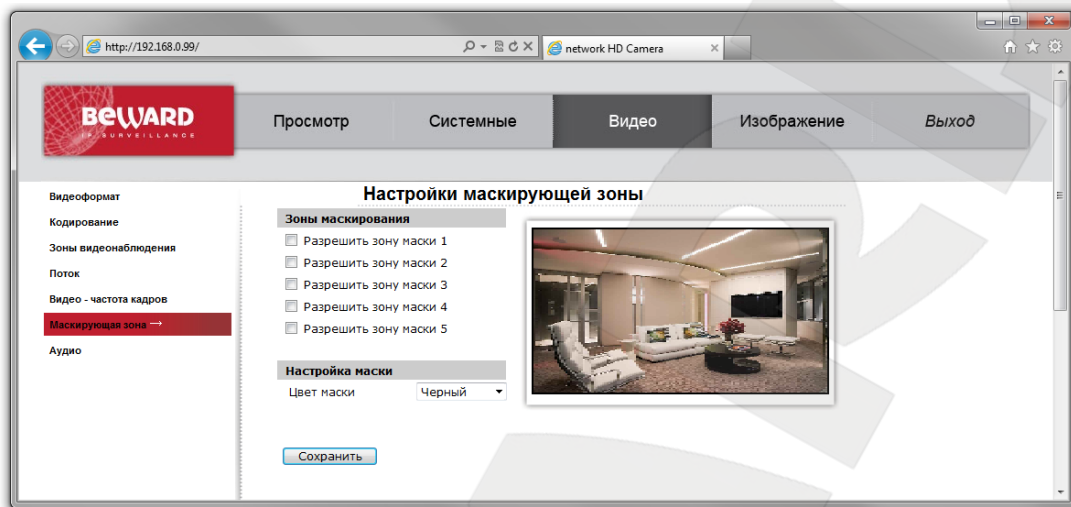 http://192.168.0.99/
network HD Camera
BEWARD
IP SURVEILLANCE
Просмотр
Системные
Видео
Изображение
Выход
Видеоформат
Кодирование
Зоны видеонаблюдения
Поток
Видео - частота кадров
Маскирующая зона →
Аудио
Настройки маскирующей зоны
Зоны маскирования
Разрешить зону маски 1
Разрешить зону маски 2
Разрешить зону маски 3
Разрешить зону маски 4
Разрешить зону маски 5
Настройка маски
Цвет маски Черный
Сохранить